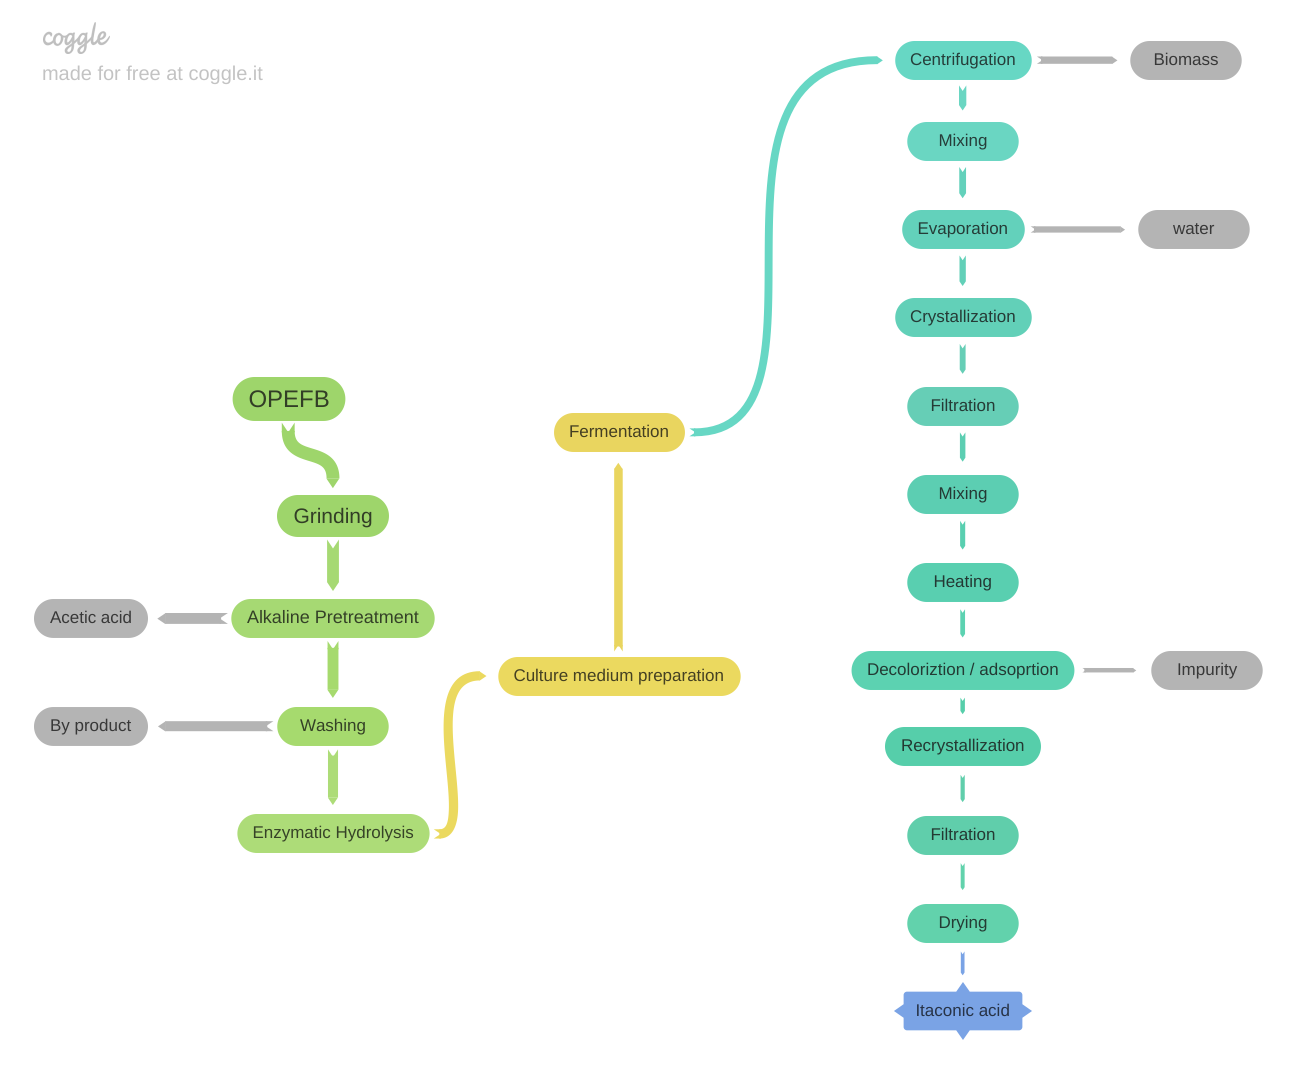 coggle
made for free at coggle.it
OPEFB
Grinding
Acetic acid
Alkaline Pretreatment
By product
Washing
Enzymatic Hydrolysis
Fermentation
Culture medium preparation
Centrifugation
Biomass
Mixing
Evaporation
water
Crystallization
Filtration
Mixing
Heating
Decoloriztion / adsoprtion
Impurity
Recrystallization
Filtration
Drying
Itaconic acid